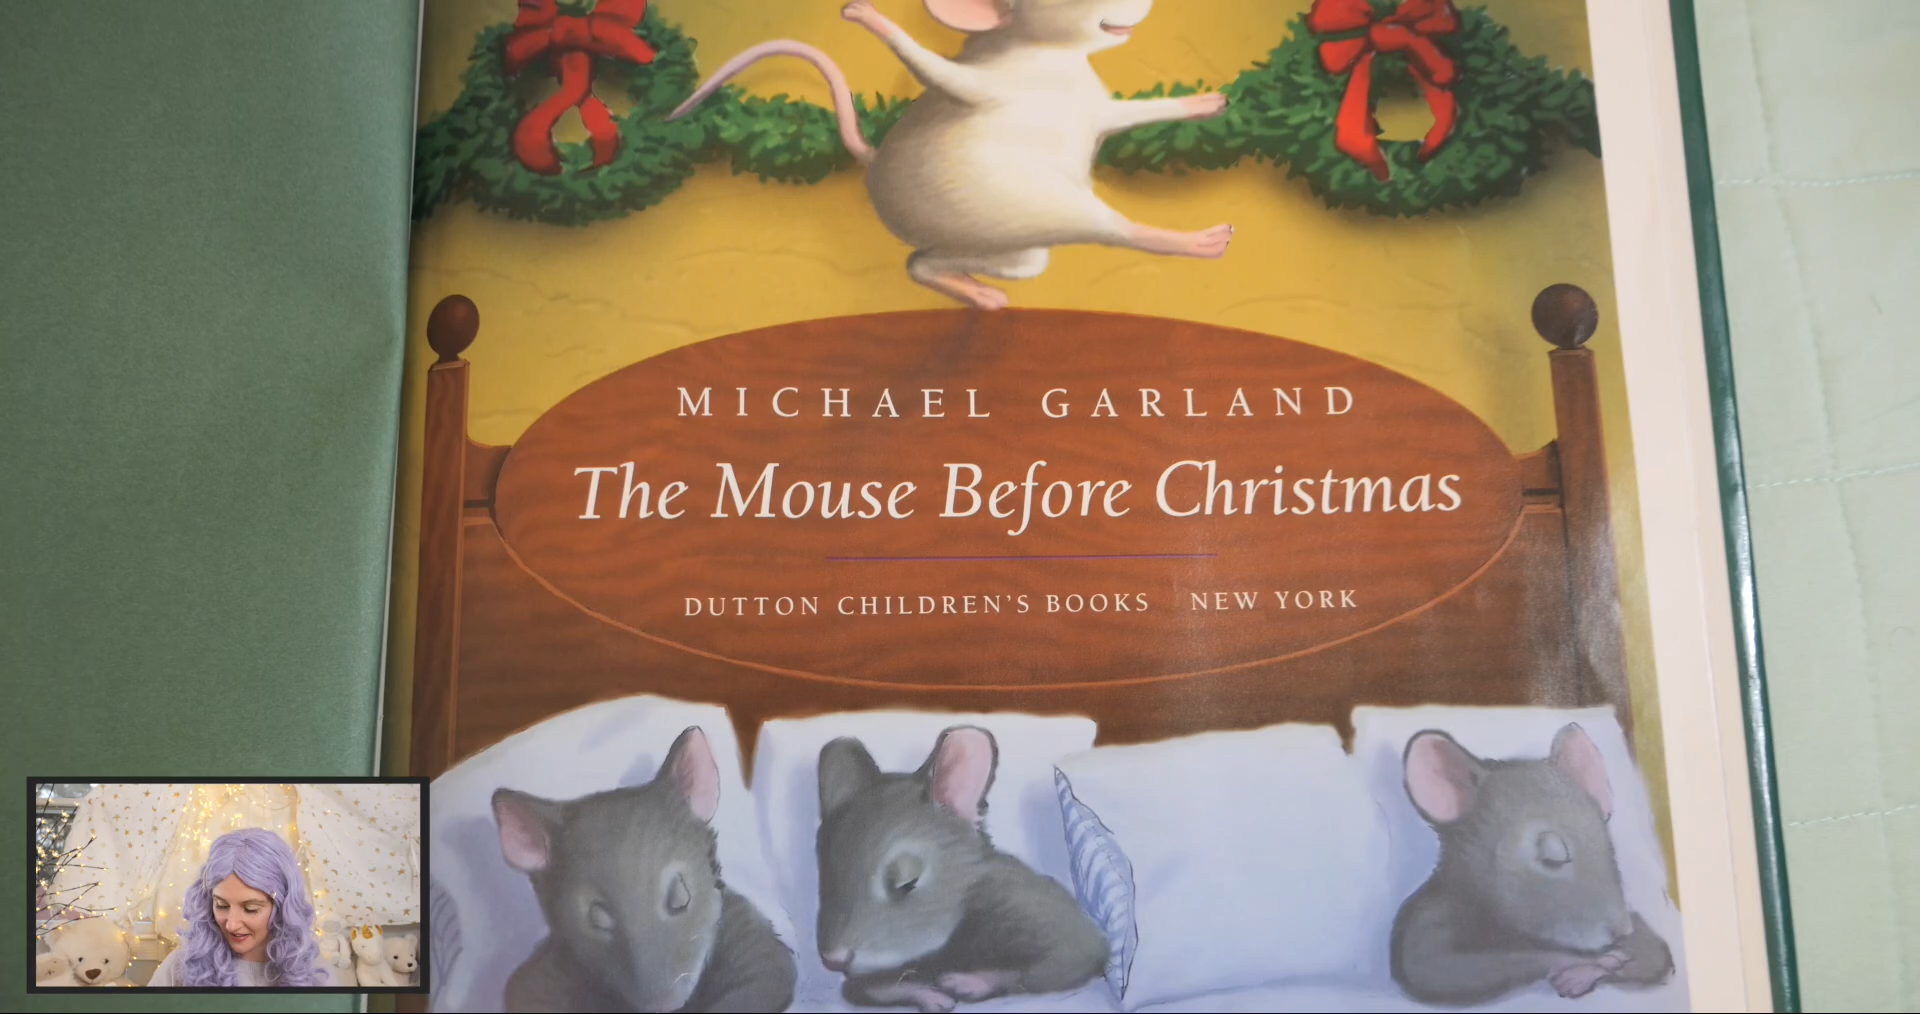 MICHAEL GARLAND
The Mouse Before Christmas
DUTTON CHILDREN'S BOOKS NEW YORK